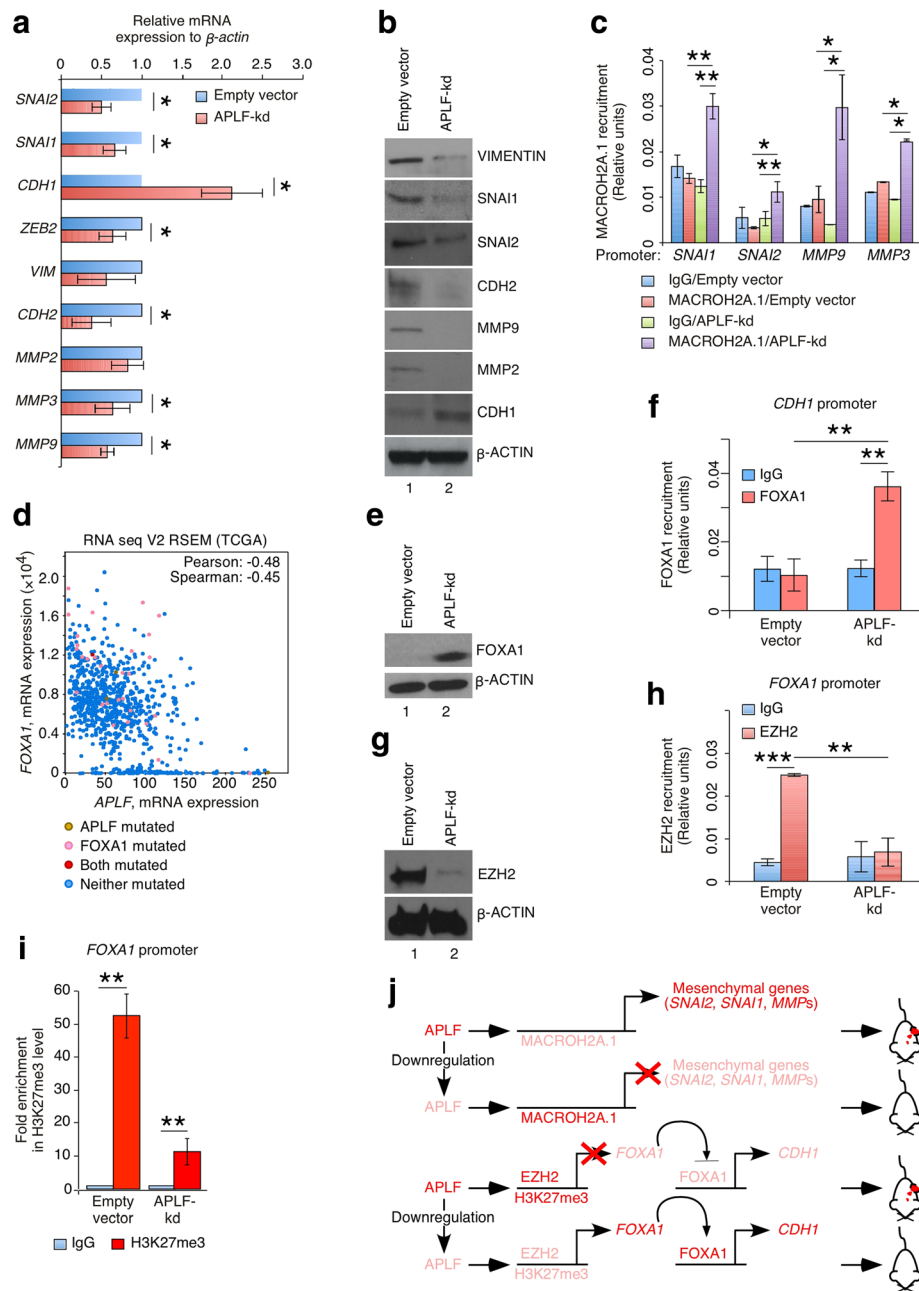 a
Relative mRNA
expression to β-actin
0 0.5 1.0 1.5 2.0 2.5 3.0
Empty vector
APLF-kd
SNAI2 *
SNAI1 *
CDH1 *
ZEB2 *
VIM
CDH2 *
MMP2
MMP3 *
MMP9 *
b
Empty vector
APLF-kd
VIMENTIN
SNAI1
SNAI2
CDH2
MMP9
MMP2
CDH1
β-ACTIN
1 2
c
MACROH2A.1 recruitment
(Relative units)
0.04
0.03
0.02
0.01
0
** ** * ** * * * *
Promoter: SNAI1 SNAI2 MMP9 MMP3
IgG/Empty vector
MACROH2A.1/Empty vector
IgG/APLF-kd
MACROH2A.1/APLF-kd
d
RNA seq V2 RSEM (TCGA)
Pearson: -0.48
Spearman: -0.45
FOXA1, mRNA expression (×10⁴)
2.0
1.6
1.2
0.8
0.4
0
0 50 100 150 200 250
APLF, mRNA expression
APLF mutated
FOXA1 mutated
Both mutated
Neither mutated
e
Empty vector
APLF-kd
FOXA1
β-ACTIN
1 2
f
CDH1 promoter
**
**
IgG
FOXA1
FOXA1 recruitment
(Relative units)
0.04
0.02
0.01
0
Empty
vector
APLF-
kd
g
Empty vector
APLF-kd
EZH2
β-ACTIN
1 2
h
FOXA1 promoter
IgG
EZH2
*** **
EZH2 recruitment
(Relative units)
0.03
0.02
0.01
0
Empty
vector
APLF-
kd
i
FOXA1 promoter
Fold enrichment
in H3K27me3 level
60
50
40
30
20
10
0
**
**
Empty
vector
APLF-
kd
IgG H3K27me3
j
Mesenchymal genes
(SNAI2, SNAI1, MMPs)
APLF
MACROH2A.1
Downregulation
Mesenchymal genes
(SNAI2, SNAI1, MMPs)
APLF
MACROH2A.1
FOXA1 CDH1
APLF EZH2 FOXA1
H3K27me3
Downregulation
FOXA1 CDH1
APLF EZH2 FOXA1
H3K27me3